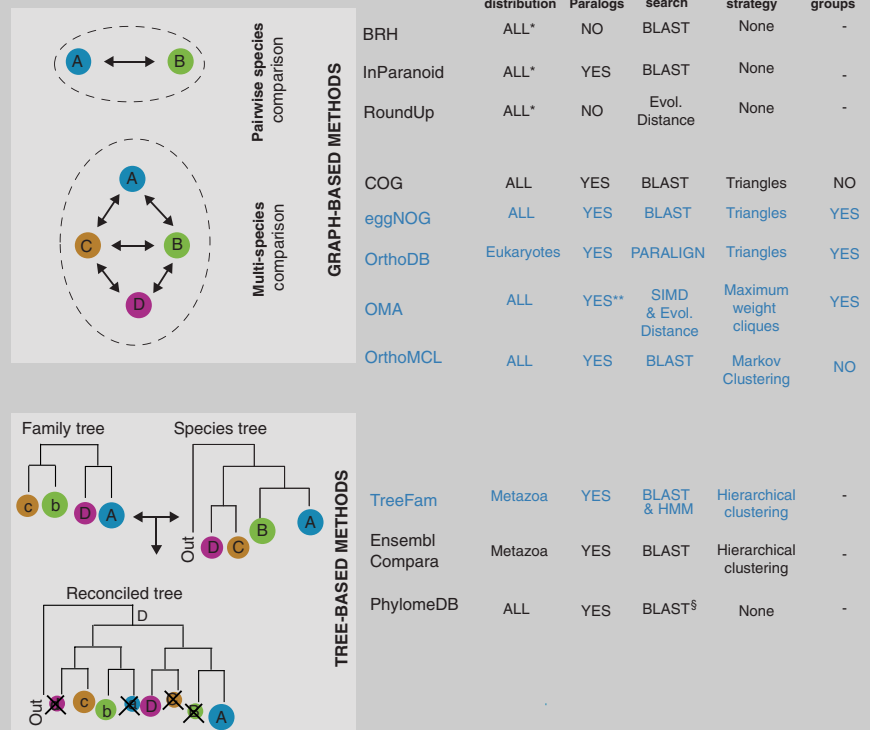 distribution Paralogs search strategy groups
A B
Pairwise species
comparison
A
C B
D
Multi-species
comparison
GRAPH-BASED METHODS
BRH ALL* NO BLAST None -
InParanoid ALL* YES BLAST None -
RoundUp ALL* NO Evol.
Distance None -
COG ALL YES BLAST Triangles NO
eggNOG ALL YES BLAST Triangles YES
OrthoDB Eukaryotes YES PARALIGN Triangles YES
OMA ALL YES** SIMD
& Evol.
Distance Maximum
weight
cliques YES
OrthoMCL ALL YES BLAST Markov
Clustering NO
Family tree
c b D A
Species tree
Out D C B A
Reconciled tree
D
Out c b D A
TREE-BASED METHODS
TreeFam Metazoa YES BLAST
& HMM Hierarchical
clustering -
Ensembl
Compara Metazoa YES BLAST Hierarchical
clustering -
PhylomeDB ALL YES BLAST§ None -